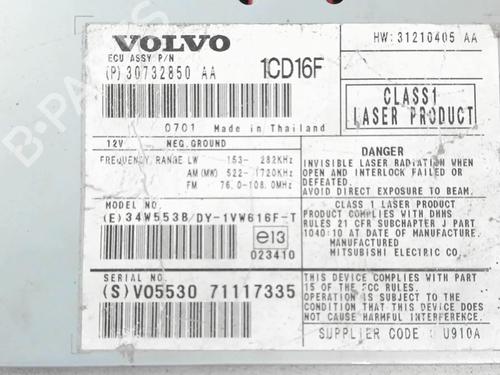 VOLVO
ECU ASSY P/N
(P) 30732850 AA
1CD16F
HW: 31210405 AA
0701 Made in Thailand
CLASS1
LASER PRODUCT
12V NEG.GROUND
FREQUENCY RANGE LW 153- 282KHz
AM(MW) 522-1720KHz
FM 76.0-108.0MHz
DANGER
INVISIBLE LASER RADIATION WHEN
OPEN AND INTERLOCK FAILED OR
DEFEATED.
AVOID DIRECT EXPOSURE TO BEAM.
MODEL NO.
(E)34W5538/DY-1VW616F-T
e13
023410
CLASS 1 LASER PRODUCT
PRODUCT COMPLIES WITH DHHS
RULES 21 CFR SUBCHAPTER J PART
1040:10 AT DATE OF MANUFACTURE.
MANUFACTURED
MITSUBISHI ELECTRIC CO.
SERIAL NO.
(S)VO5530 71117335
THIS DEVICE COMPLIES WITH PART
15 OF THE FCC RULES.
OPERATION IS SUBJECT TO THE
CONDITION THAT THIS DEVICE DOES
NOT CAUSE HARMFUL INTERFERENCE
SUPPLIER CODE : U910A
B-PARTS